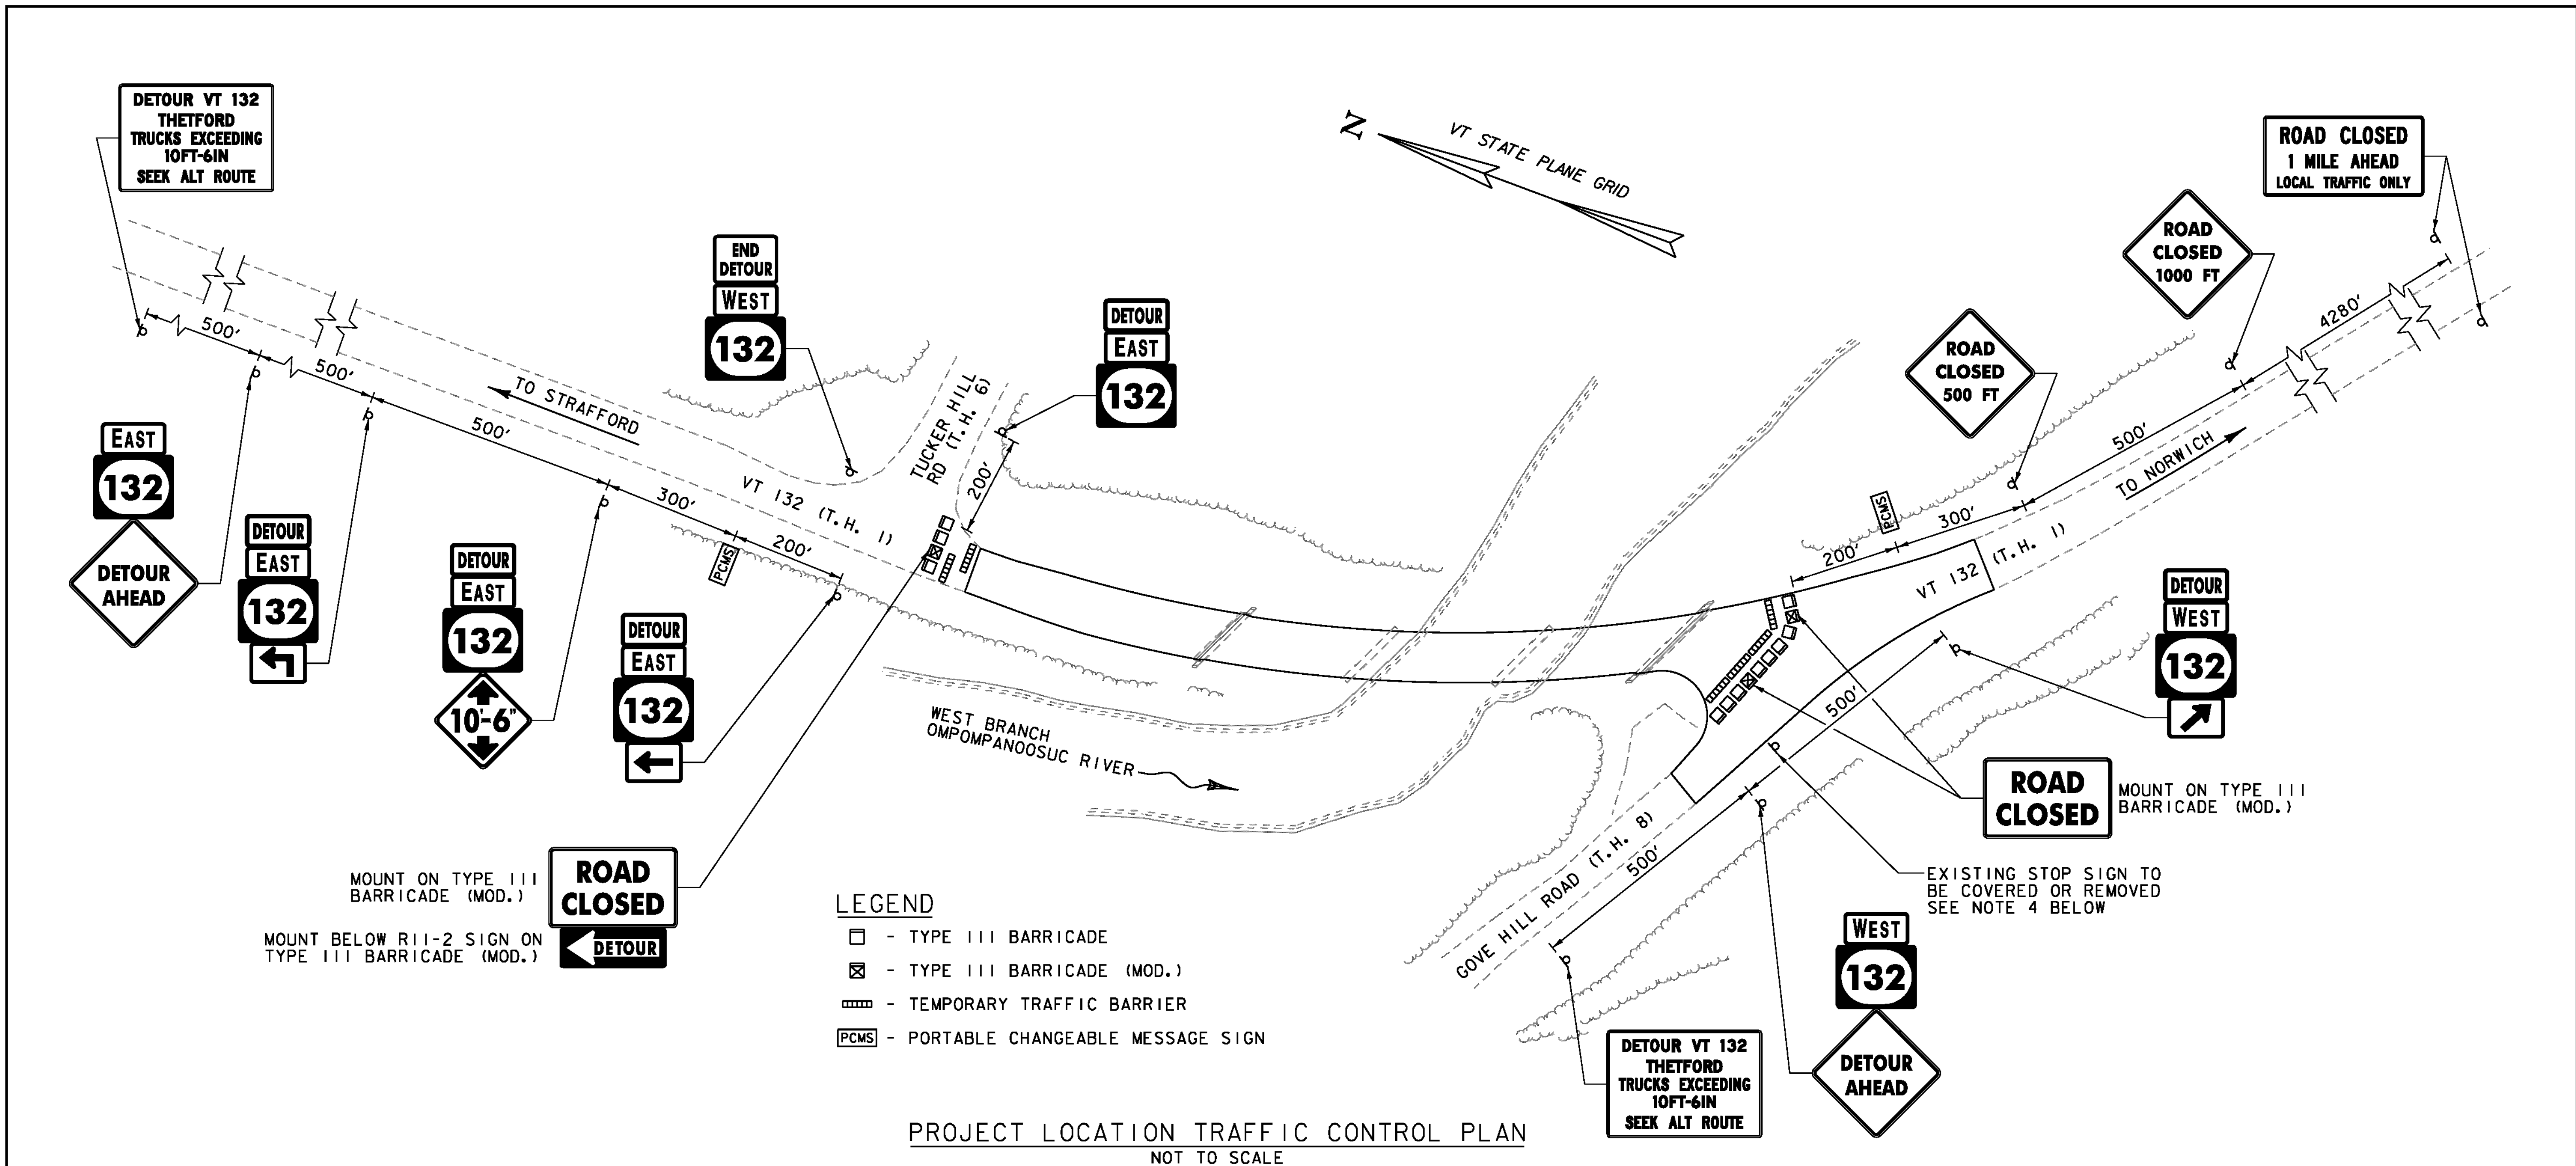 DETOUR VT 132
THETFORD
TRUCKS EXCEEDING
10FT-6IN
SEEK ALT ROUTE
500'
500'
500'
300'
200'
TO STRAFFORD
EAST
132
DETOUR
AHEAD
DETOUR
EAST
132
DETOUR
EAST
132
10'-6"
DETOUR
EAST
132
END
DETOUR
WEST
132
DETOUR
EAST
132
TUCKER HILL
RD (T.H. 6)
200'
VT 132 (T.H. 1)
PCMS
N
VT STATE PLANE GRID
ROAD CLOSED
1 MILE AHEAD
LOCAL TRAFFIC ONLY
ROAD
CLOSED
1000 FT
ROAD
CLOSED
500 FT
4280'
500'
TO NORWICH
PCMS
300'
200'
VT 132 (T.H. 1)
DETOUR
WEST
132
500'
WEST BRANCH
OMPOMPANOOSUC RIVER
ROAD
CLOSED
MOUNT ON TYPE III
BARRICADE (MOD.)
EXISTING STOP SIGN TO
BE COVERED OR REMOVED
SEE NOTE 4 BELOW
GOVE HILL ROAD (T.H. 8)
500'
WEST
132
DETOUR
AHEAD
DETOUR VT 132
THETFORD
TRUCKS EXCEEDING
10FT-6IN
SEEK ALT ROUTE
MOUNT ON TYPE III
BARRICADE (MOD.)
ROAD
CLOSED
MOUNT BELOW R11-2 SIGN ON
TYPE III BARRICADE (MOD.)
DETOUR
LEGEND
- TYPE III BARRICADE
- TYPE III BARRICADE (MOD.)
- TEMPORARY TRAFFIC BARRIER
PCMS - PORTABLE CHANGEABLE MESSAGE SIGN
PROJECT LOCATION TRAFFIC CONTROL PLAN
NOT TO SCALE